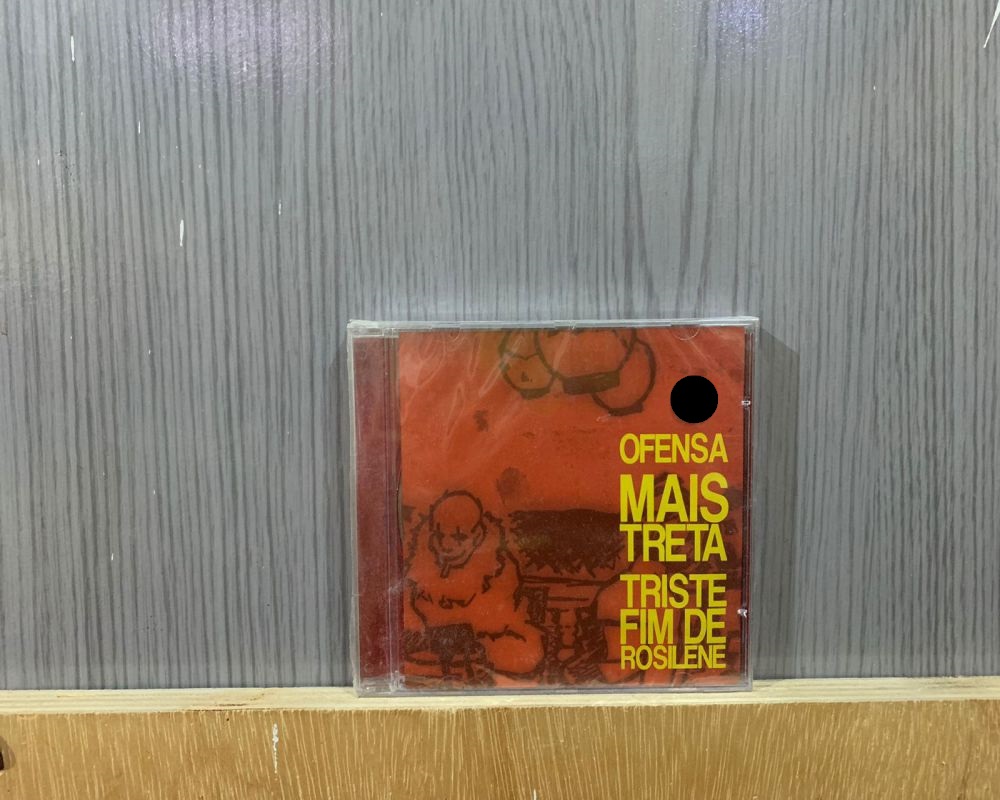 OFENSA
MAIS
TRETA
TRISTE
FIM DE
ROSILENE